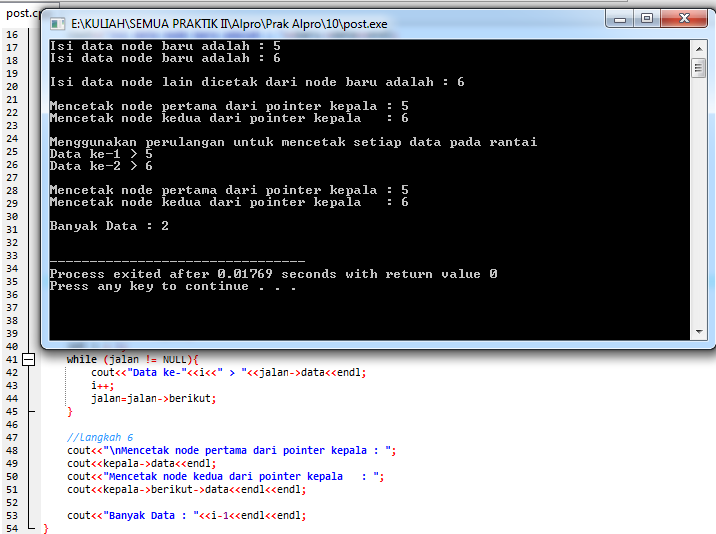 post.c
E:\KULIAH\SEMUA PRAKTIK II\Alpro\Prak Alpro\10\post.exe
Isi data node baru adalah : 5
Isi data node baru adalah : 6
Isi data node lain dicetak dari node baru adalah : 6
Mencetak node pertama dari pointer kepala : 5
Mencetak node kedua dari pointer kepala   : 6
Menggunakan perulangan untuk mencetak setiap data pada rantai
Data ke-1 > 5
Data ke-2 > 6
Mencetak node pertama dari pointer kepala : 5
Mencetak node kedua dari pointer kepala   : 6
Banyak Data : 2
--------------------------------
Process exited after 0.01769 seconds with return value 0
Press any key to continue . . .
16
17
18
19
20
21
22
23
24
25
26
27
28
29
30
31
32
33
34
35
36
37
38
39
40
41 while (jalan != NULL){
42 cout<<"Data ke-"<<i<<" > "<<jalan->data<<endl;
43 i++;
44 jalan=jalan->berikut;
45 }
46
47 //langkah 6
48 cout<<"\nMencetak node pertama dari pointer kepala : ";
49 cout<<kepala->data<<endl;
50 cout<<"Mencetak node kedua dari pointer kepala   : ";
51 cout<<kepala->berikut->data<<endl<<endl;
52
53 cout<<"Banyak Data : "<<i-1<<endl<<endl;
54 }